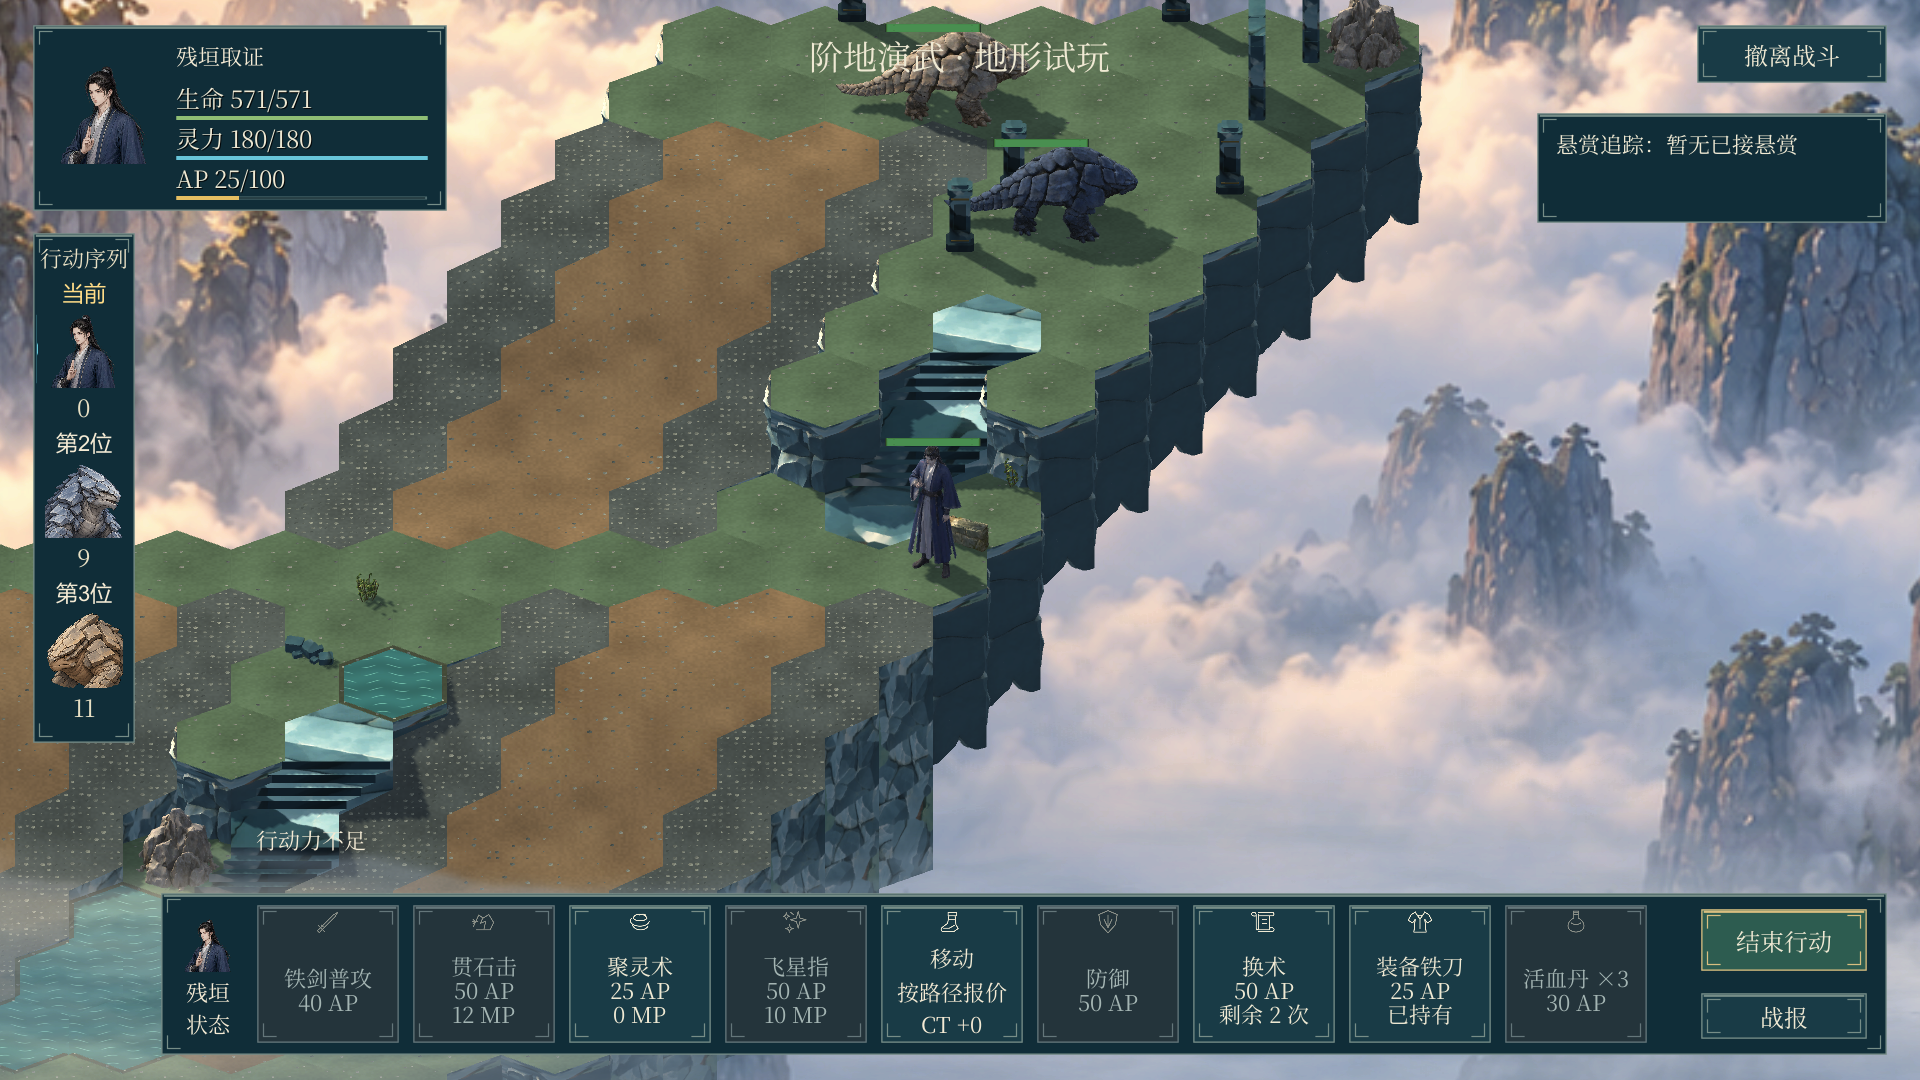 残垣取证
生命 571/571
灵力 180/180
AP 25/100
阶地演武 · 地形试玩
撤离战斗
悬赏追踪：暂无已接悬赏
行动序列
当前
0
第2位
9
第3位
11
行动力不足
残垣
状态
铁剑普攻
40 AP
贯石击
50 AP
12 MP
聚灵术
25 AP
0 MP
飞星指
50 AP
10 MP
移动
按路径报价
CT +0
防御
50 AP
换术
50 AP
剩余 2 次
装备铁刀
25 AP
已持有
活血丹 ×3
30 AP
结束行动
战报